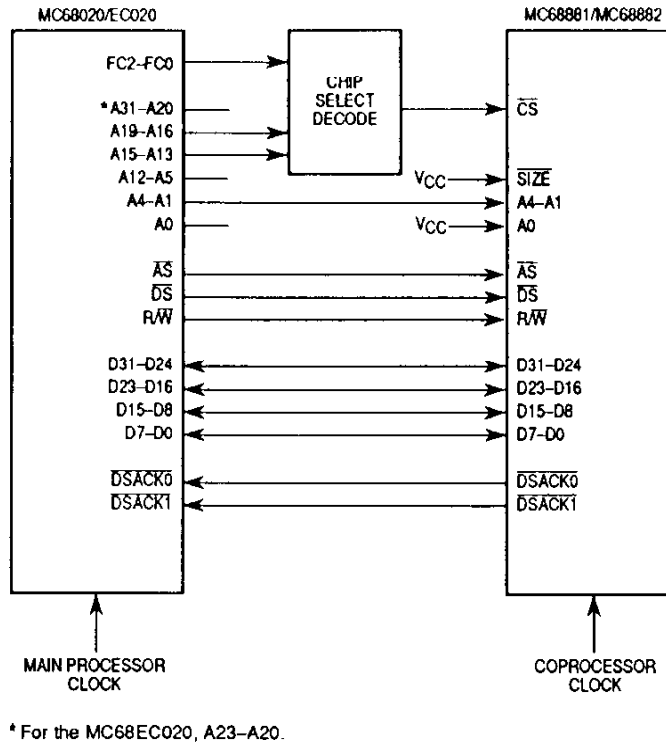 MC68020/EC020
MC68881/MC68882
FC2–FC0
CHIP
SELECT
DECODE
*A31–A20
CS
A19–A16
A15–A13
A12–A5
VCC
SIZE
A4–A1
A4–A1
A0
VCC
A0
AS
AS
DS
DS
R/W
R/W
D31–D24
D31–D24
D23–D16
D23–D16
D15–D8
D15–D8
D7–D0
D7–D0
DSACK0
DSACK0
DSACK1
DSACK1
MAIN PROCESSOR
CLOCK
COPROCESSOR
CLOCK
* For the MC68EC020, A23–A20.